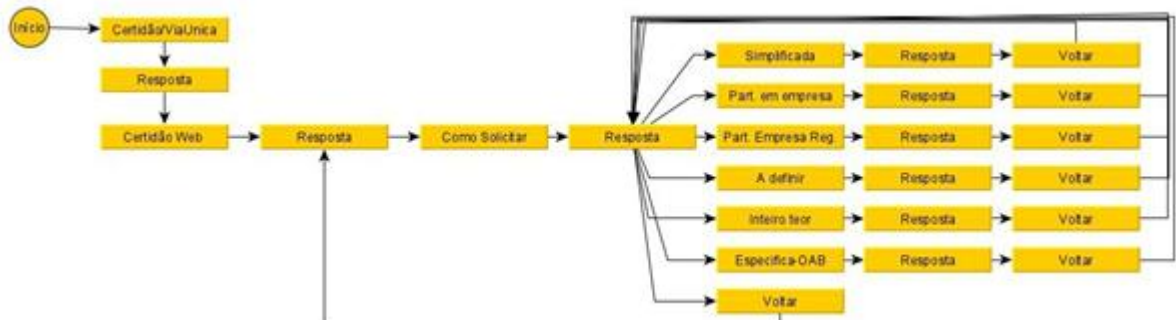 Início
Certidão/ViaUnica
Resposta
Certidão Web
Resposta
Como Solicitar
Resposta
Simplificada
Resposta
Voltar
Part. em empresa
Resposta
Voltar
Part. Empresa Reg.
Resposta
Voltar
A definir
Resposta
Voltar
Inteiro teor
Resposta
Voltar
Especifica-OAB
Resposta
Voltar
Voltar